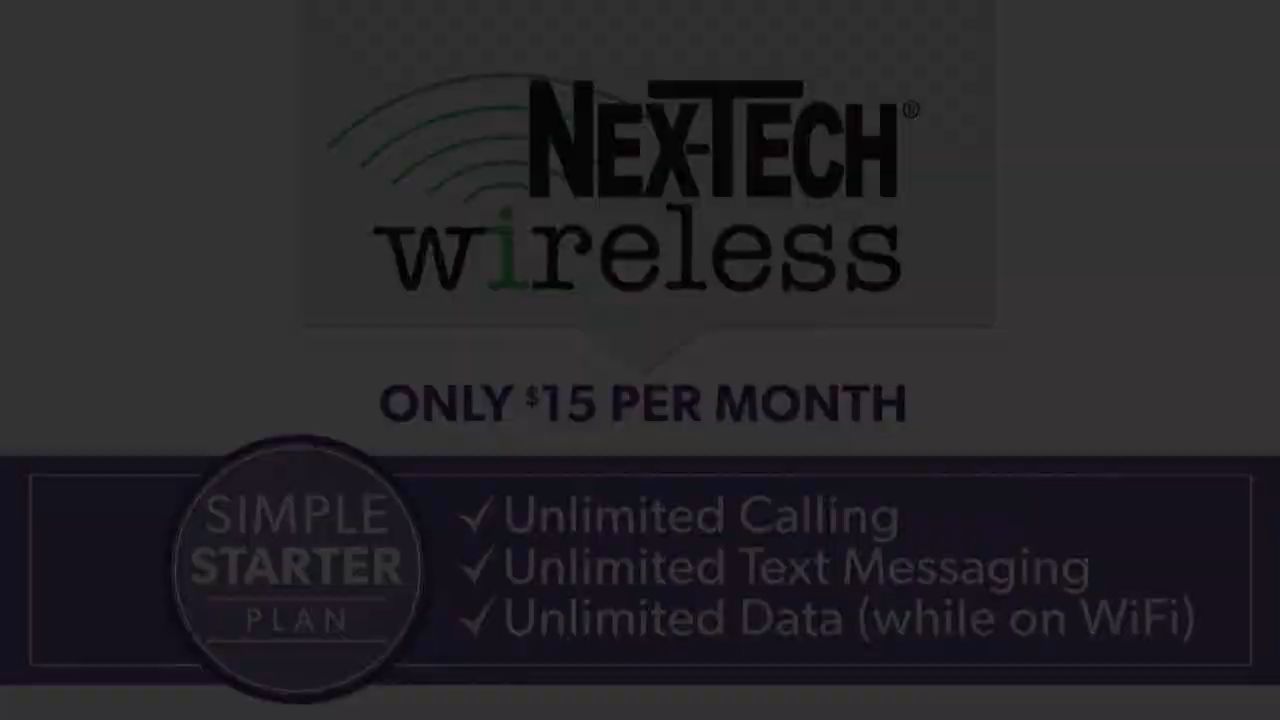 NEX-TECH®
wireless
ONLY $15 PER MONTH
SIMPLE
STARTER
PLAN
✓Unlimited Calling
✓Unlimited Text Messaging
✓Unlimited Data (while on WiFi)